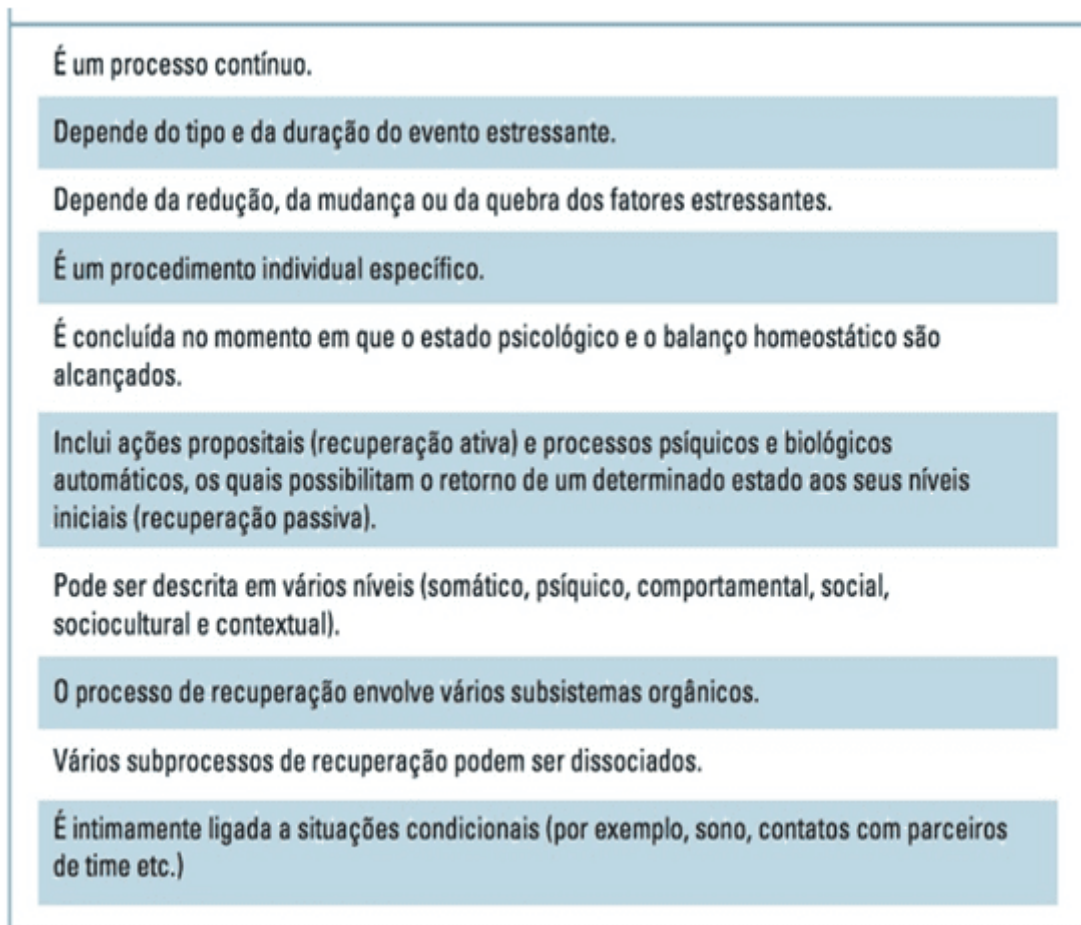 É um processo contínuo.
Depende do tipo e da duração do evento estressante.
Depende da redução, da mudança ou da quebra dos fatores estressantes.
É um procedimento individual específico.
É concluída no momento em que o estado psicológico e o balanço homeostático são
alcançados.
Inclui ações propositais (recuperação ativa) e processos psíquicos e biológicos
automáticos, os quais possibilitam o retorno de um determinado estado aos seus níveis
iniciais (recuperação passiva).
Pode ser descrita em vários níveis (somático, psíquico, comportamental, social,
sociocultural e contextual).
O processo de recuperação envolve vários subsistemas orgânicos.
Vários subprocessos de recuperação podem ser dissociados.
É intimamente ligada a situações condicionais (por exemplo, sono, contatos com parceiros
de time etc.)